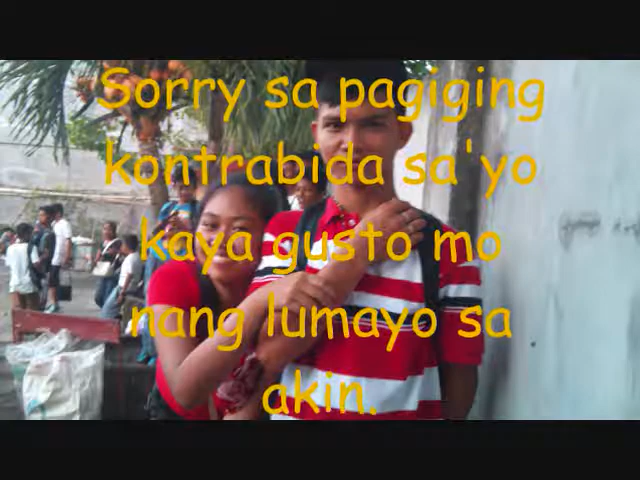 Sorry sa pagiging
kontrabida sa'yo
kaya gusto mo
nang lumayo sa
akin.